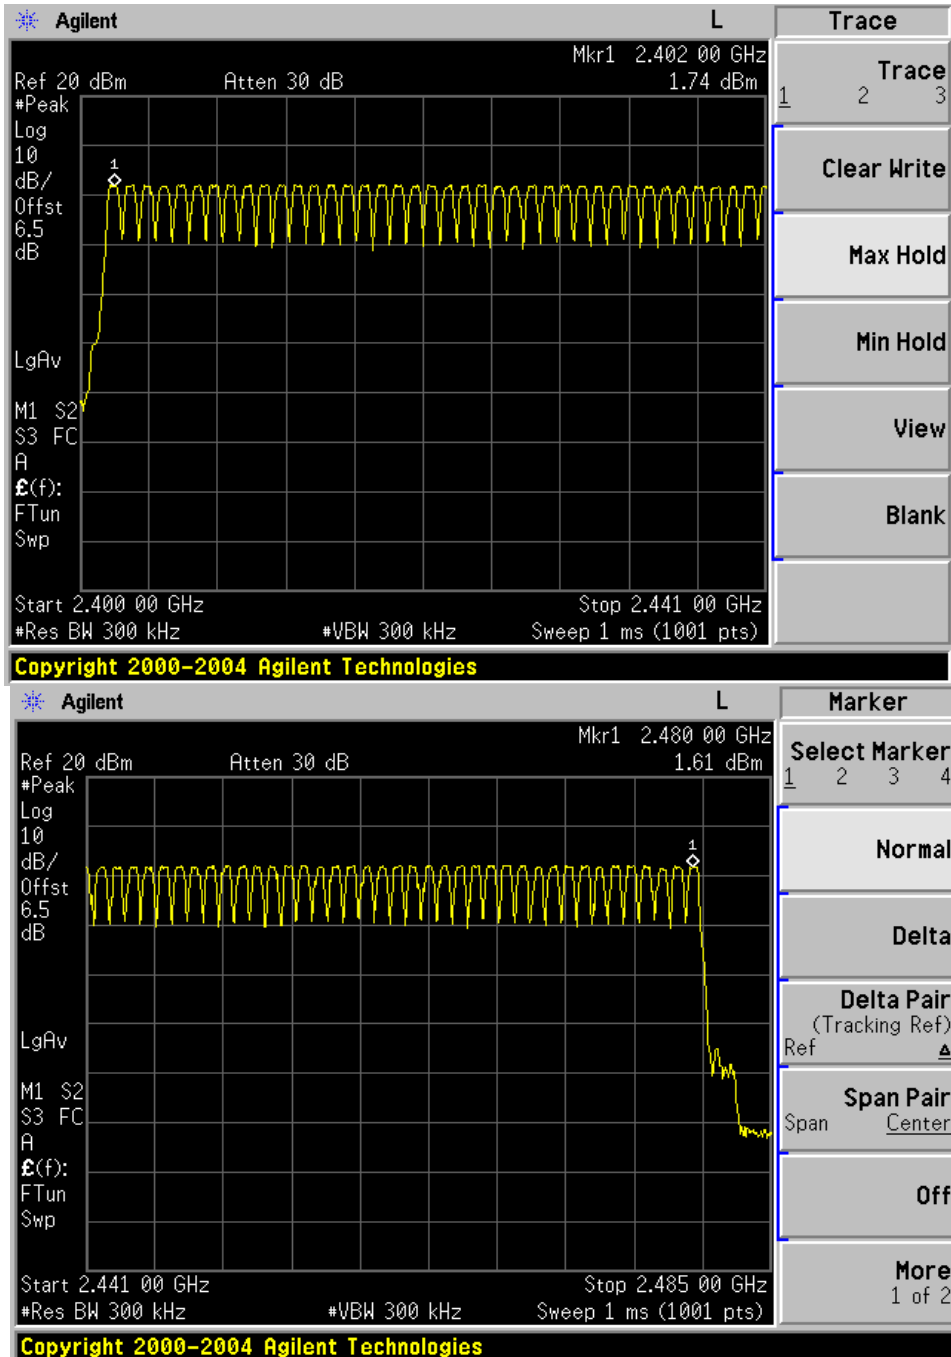 Agilent L Trace
Mkr1 2.402 00 GHz
Ref 20 dBm Atten 30 dB 1.74 dBm
#Peak
Log
10
dB/
Offst
6.5
dB
1
LgAv
M1 S2
S3 FC
A
£(f):
FTun
Swp
Start 2.400 00 GHz Stop 2.441 00 GHz
#Res BW 300 kHz #VBW 300 kHz Sweep 1 ms (1001 pts)
Copyright 2000-2004 Agilent Technologies
Trace
1 2 3
Clear Write
Max Hold
Min Hold
View
Blank
Agilent L Marker
Mkr1 2.480 00 GHz
Ref 20 dBm Atten 30 dB 1.61 dBm
#Peak
Log
10
dB/
Offst
6.5
dB
1
LgAv
M1 S2
S3 FC
A
£(f):
FTun
Swp
Start 2.441 00 GHz Stop 2.485 00 GHz
#Res BW 300 kHz #VBW 300 kHz Sweep 1 ms (1001 pts)
Copyright 2000-2004 Agilent Technologies
Select Marker
1 2 3 4
Normal
Delta
Delta Pair
(Tracking Ref)
Ref Δ
Span Pair
Span Center
Off
More
1 of 2